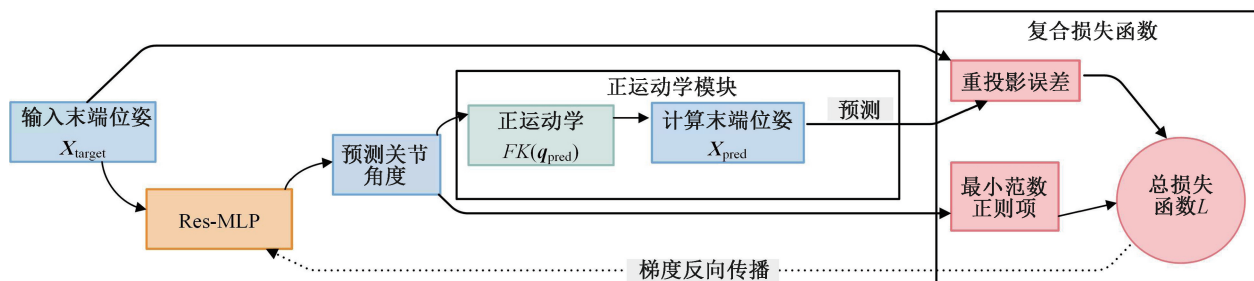 复合损失函数
重投影误差
正运动学模块
输入末端位姿
X_target
正运动学
FK(q_pred)
计算末端位姿
X_pred
预测
预测关节
角度
Res-MLP
最小范数
正则项
总损失
函数L
梯度反向传播